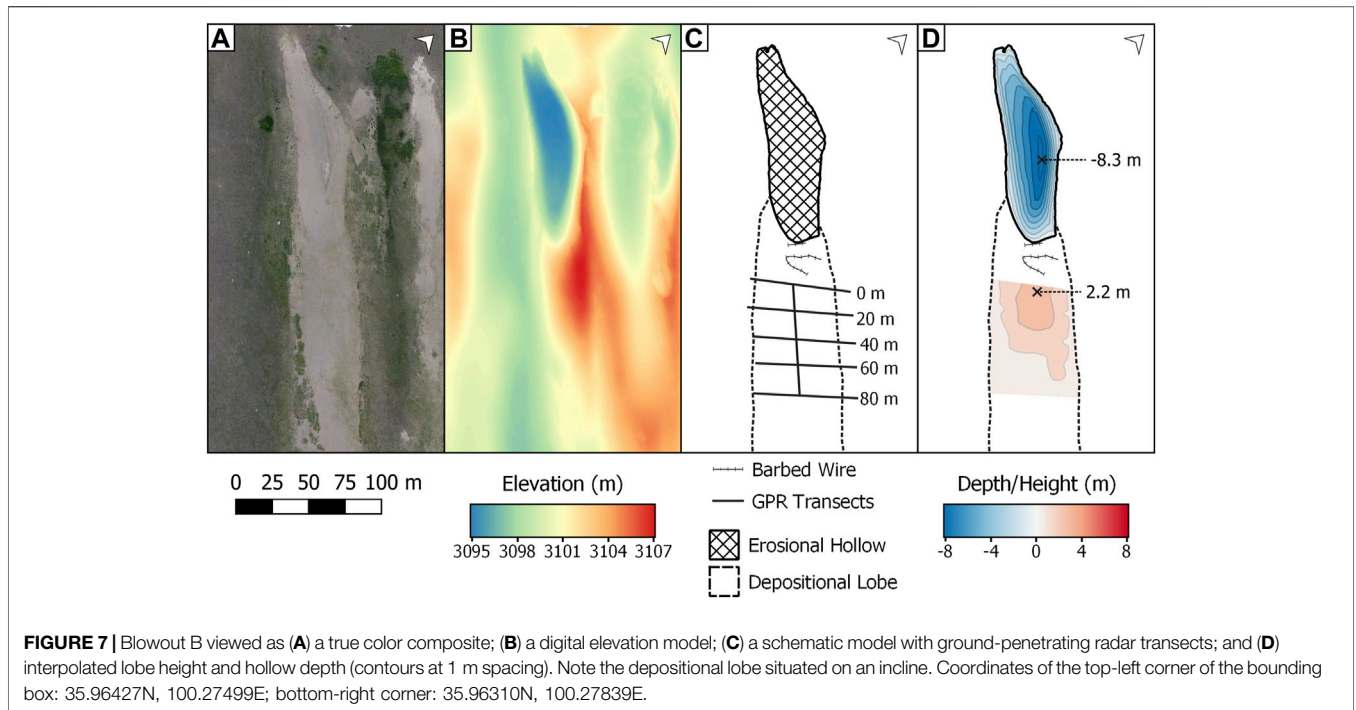 A
B
C
D
-8.3 m
2.2 m
0 m
20 m
40 m
60 m
80 m
0 25 50 75 100 m
Elevation (m)
3095 3098 3101 3104 3107
Barbed Wire
GPR Transects
Erosional Hollow
Depositional Lobe
Depth/Height (m)
-8 -4 0 4 8
FIGURE 7 | Blowout B viewed as (A) a true color composite; (B) a digital elevation model; (C) a schematic model with ground-penetrating radar transects; and (D)
interpolated lobe height and hollow depth (contours at 1 m spacing). Note the depositional lobe situated on an incline. Coordinates of the top-left corner of the bounding
box: 35.96427N, 100.27499E; bottom-right corner: 35.96310N, 100.27839E.